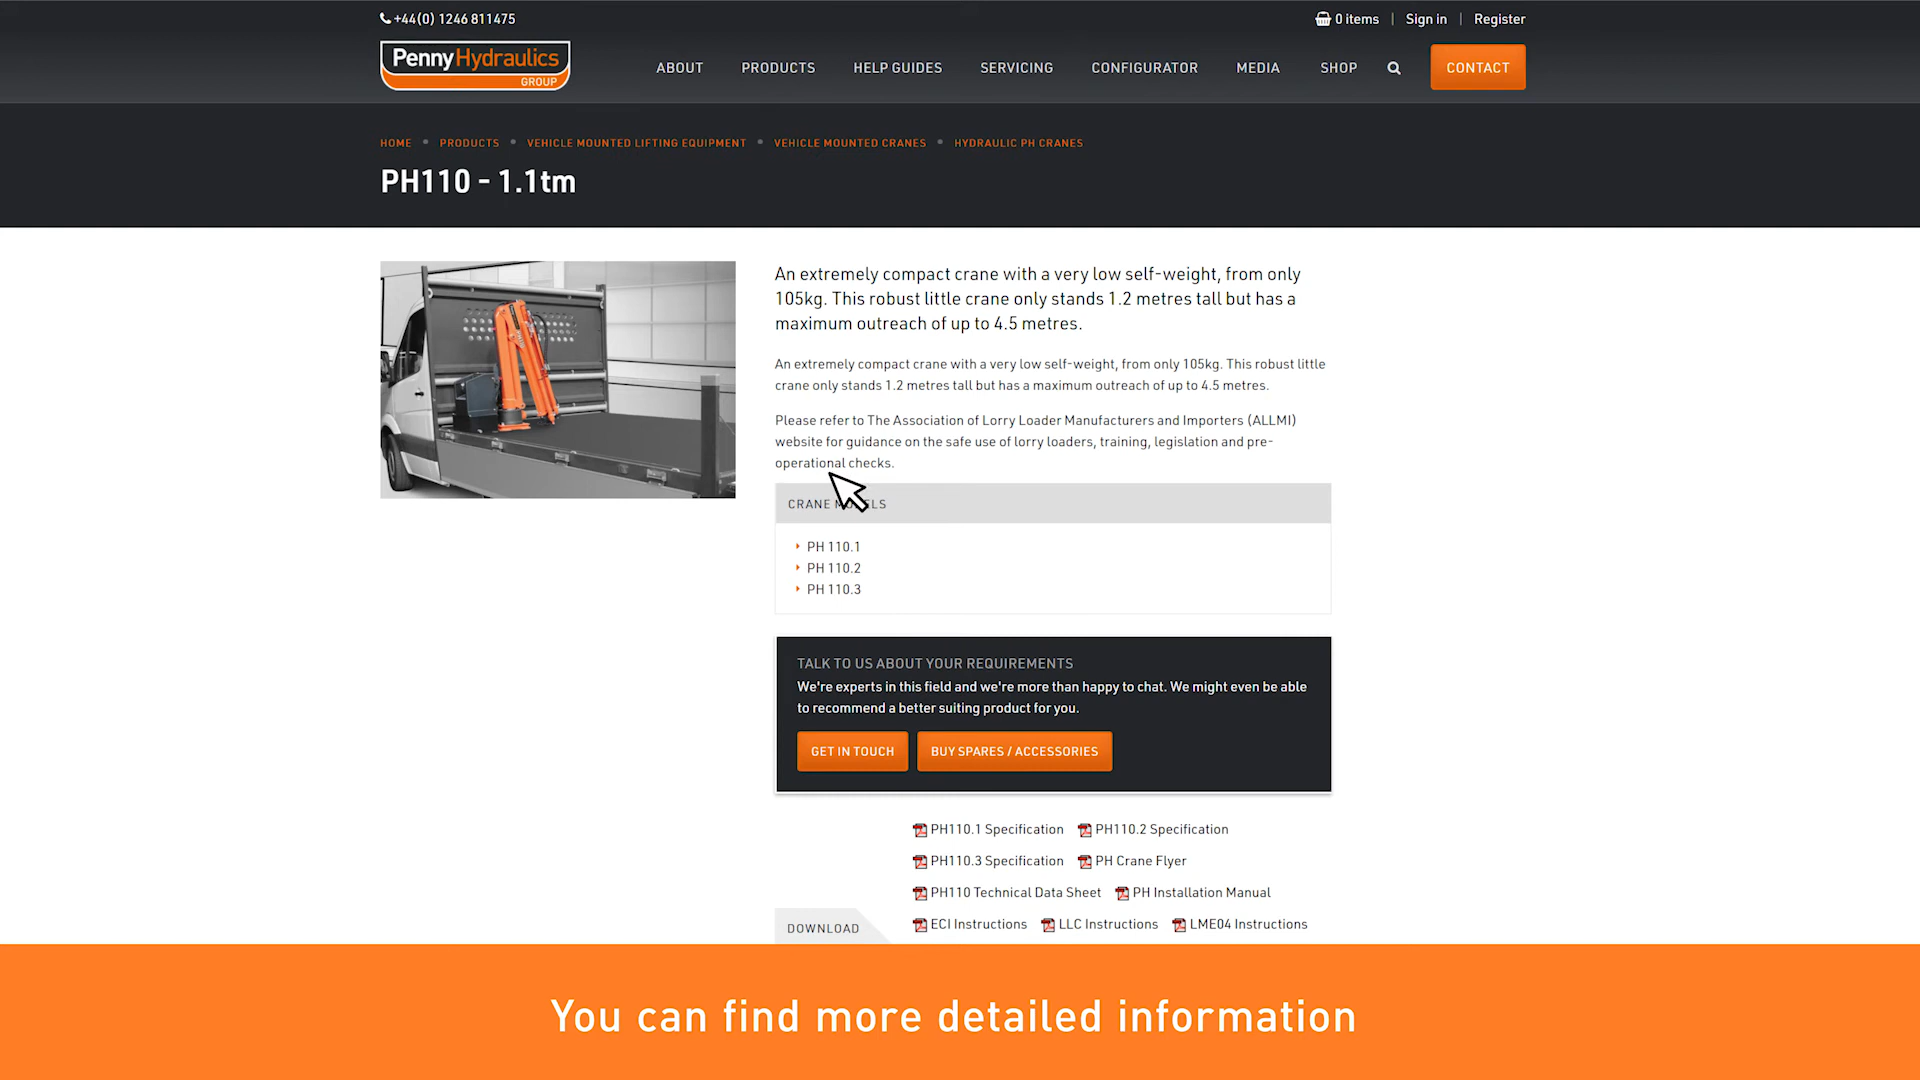 +44(0) 1246 811475
0 items | Sign in | Register
PennyHydraulics
GROUP
ABOUT PRODUCTS HELP GUIDES SERVICING CONFIGURATOR MEDIA SHOP CONTACT
HOME • PRODUCTS • VEHICLE MOUNTED LIFTING EQUIPMENT • VEHICLE MOUNTED CRANES • HYDRAULIC PH CRANES
PH110 - 1.1tm
An extremely compact crane with a very low self-weight, from only
105kg. This robust little crane only stands 1.2 metres tall but has a
maximum outreach of up to 4.5 metres.
An extremely compact crane with a very low self-weight, from only 105kg. This robust little
crane only stands 1.2 metres tall but has a maximum outreach of up to 4.5 metres.
Please refer to The Association of Lorry Loader Manufacturers and Importers (ALLMI)
website for guidance on the safe use of lorry loaders, training, legislation and pre-
operational checks.
CRANE MODELS
PH 110.1
PH 110.2
PH 110.3
TALK TO US ABOUT YOUR REQUIREMENTS
We're experts in this field and we're more than happy to chat. We might even be able
to recommend a better suiting product for you.
GET IN TOUCH BUY SPARES / ACCESSORIES
PH110.1 Specification PH110.2 Specification
PH110.3 Specification PH Crane Flyer
PH110 Technical Data Sheet PH Installation Manual
ECI Instructions LLC Instructions LME04 Instructions
DOWNLOAD
You can find more detailed information